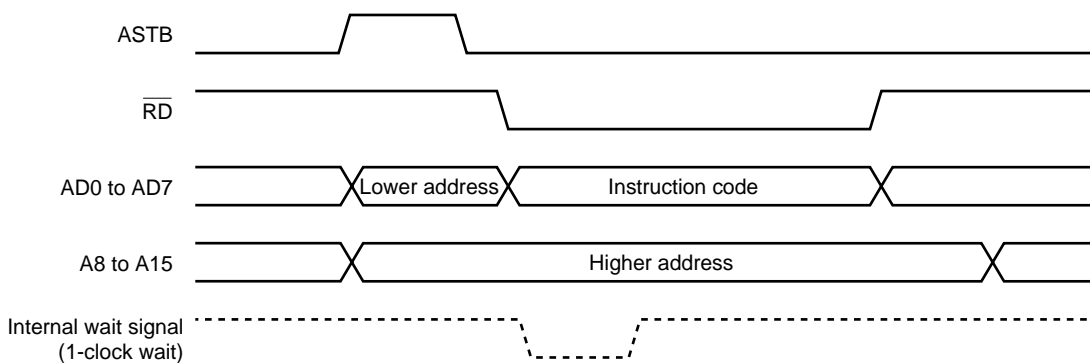 ASTB
RD
AD0 to AD7
Lower address
Instruction code
A8 to A15
Higher address
Internal wait signal
(1-clock wait)